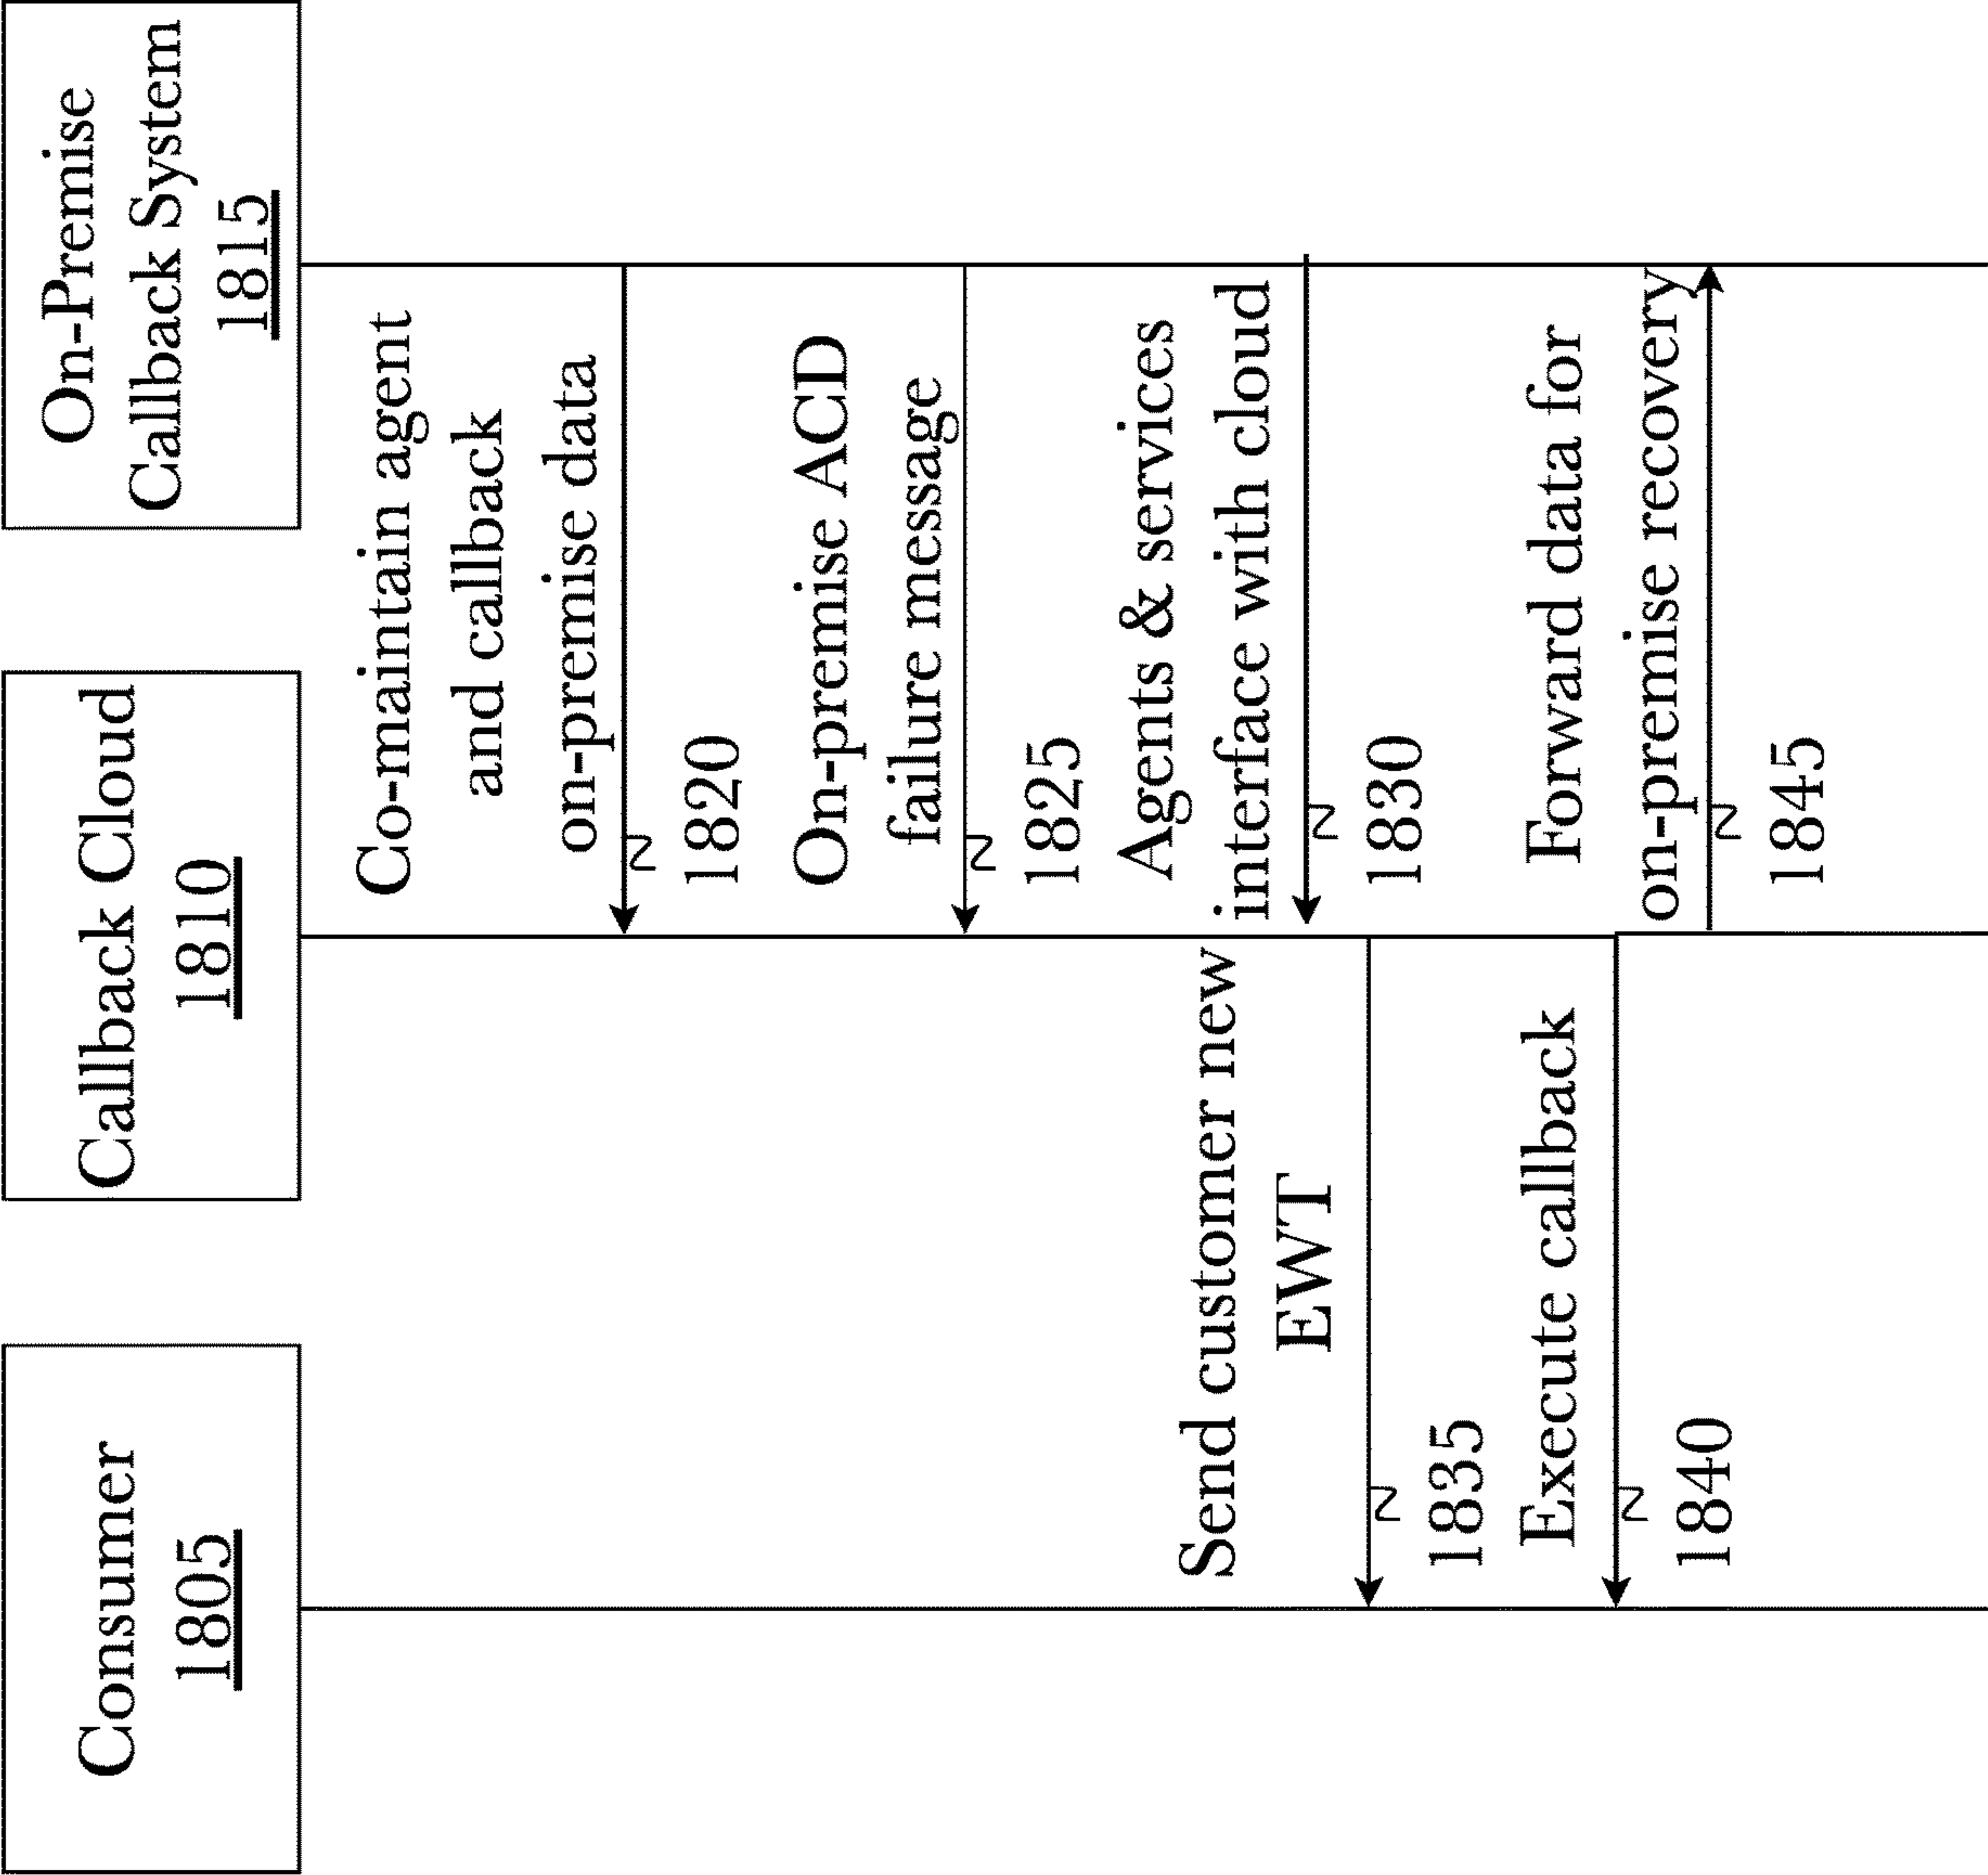 Consumer
1805
Callback Cloud
1810
On-Premise
Callback System
1815
Co-maintain agent
and callback
on-premise data
1820
On-premise ACD
failure message
1825
Agents & services
interface with cloud
1830
Send customer new
EWT
1835
Execute callback
1840
Forward data for
on-premise recovery
1845